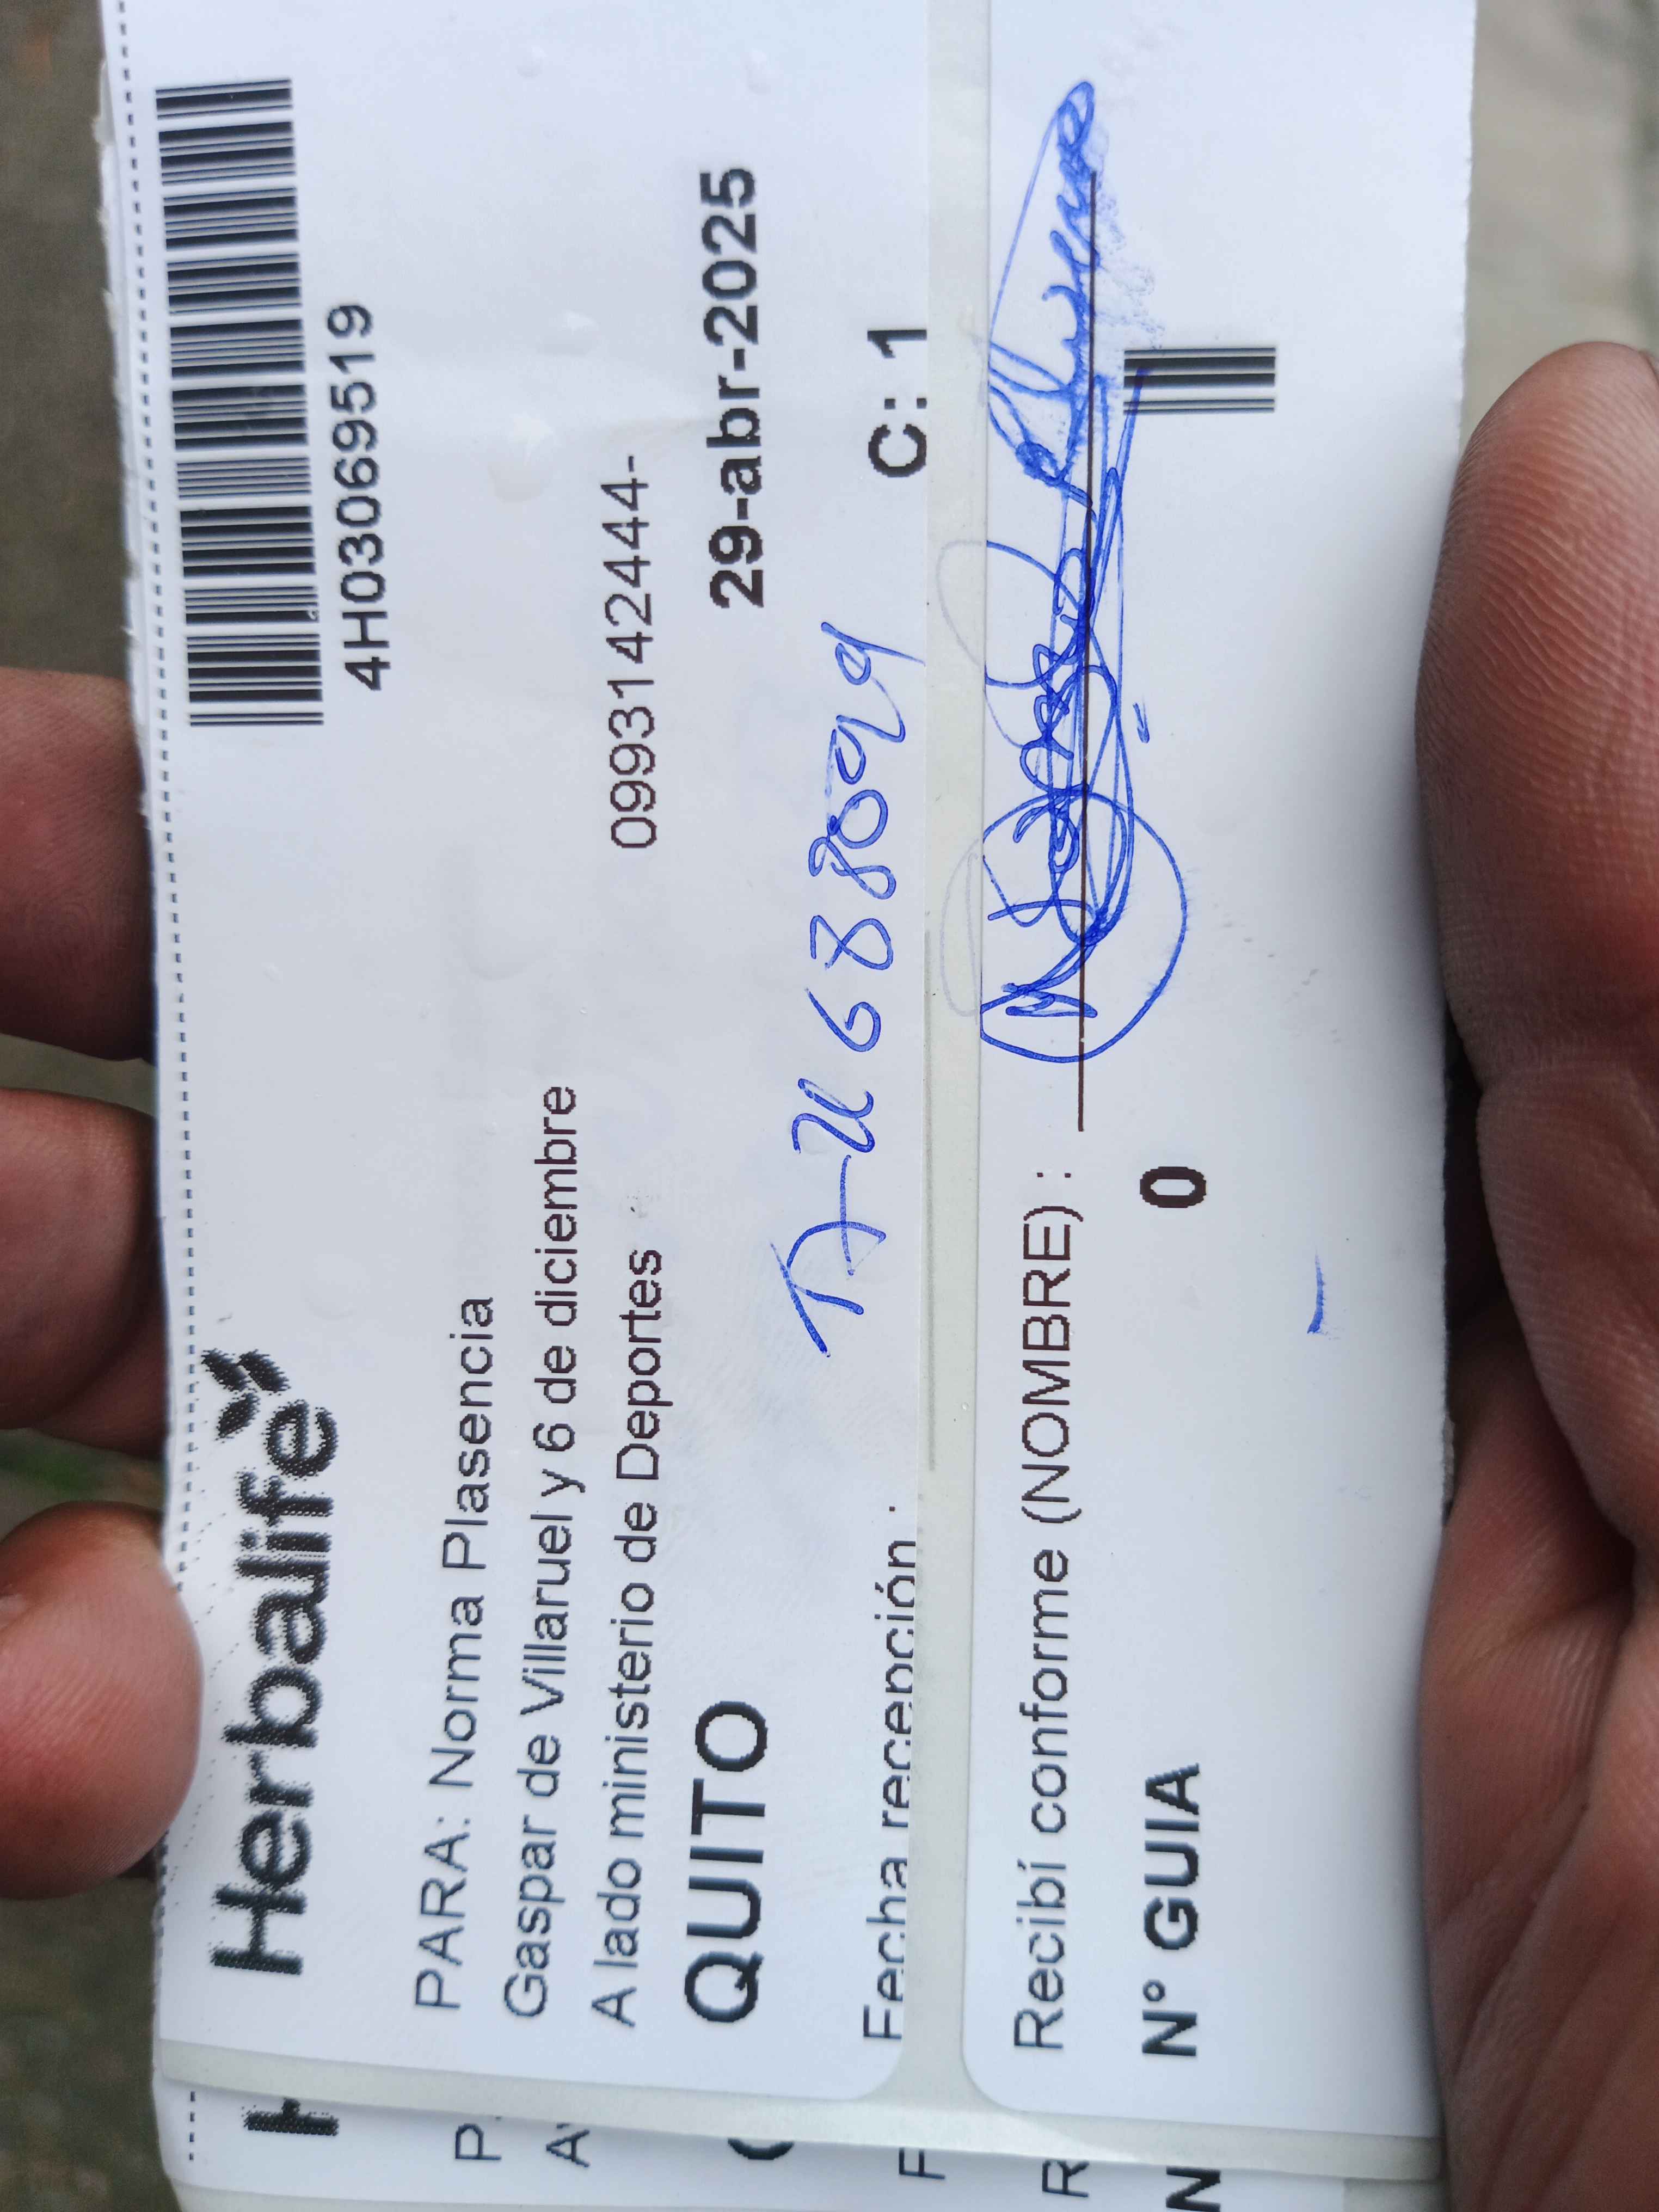 Herbalife
4H03069519
PARA: Norma Plasencia
Gaspar de Villaruel y 6 de diciembre
A lado ministerio de Deportes
0993142444-
QUITO
29-abr-2025
Fecha recepción :
C: 1
Recibí conforme (NOMBRE) :
N° GUIA
0